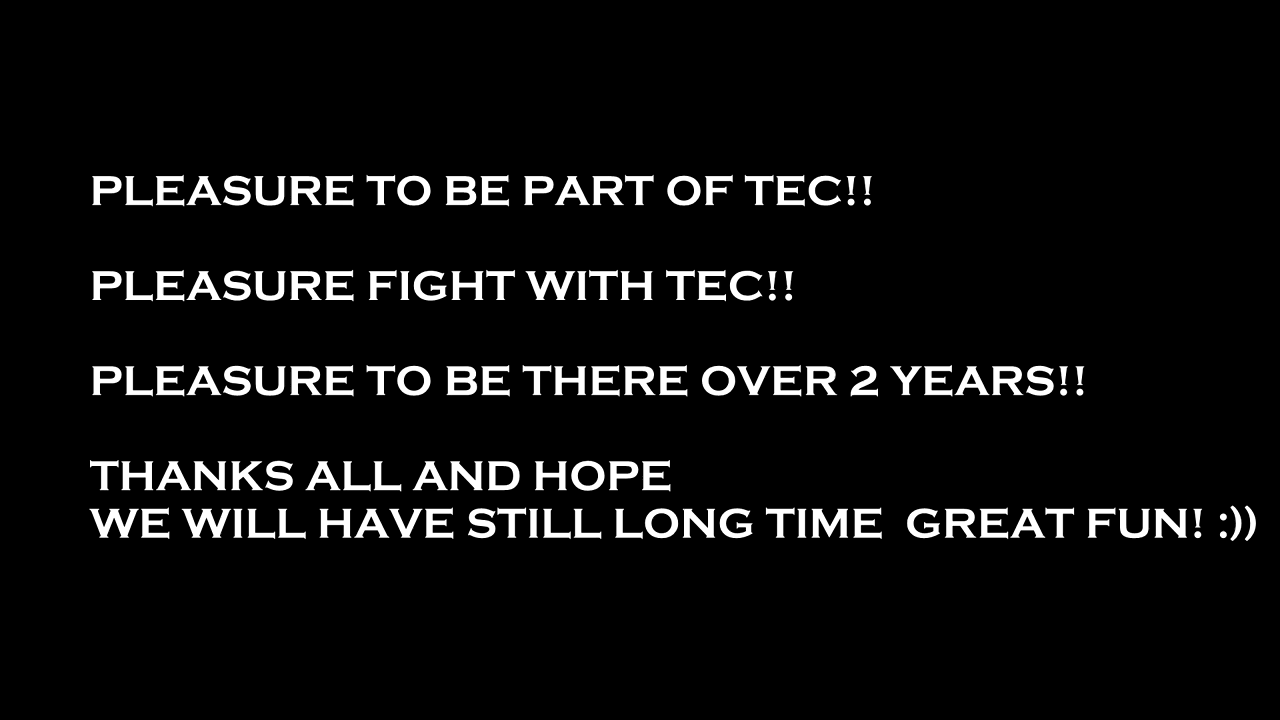 PLEASURE TO BE PART OF TEC!!
PLEASURE FIGHT WITH TEC!!
PLEASURE TO BE THERE OVER 2 YEARS!!
THANKS ALL AND HOPE
WE WILL HAVE STILL LONG TIME  GREAT FUN! :))